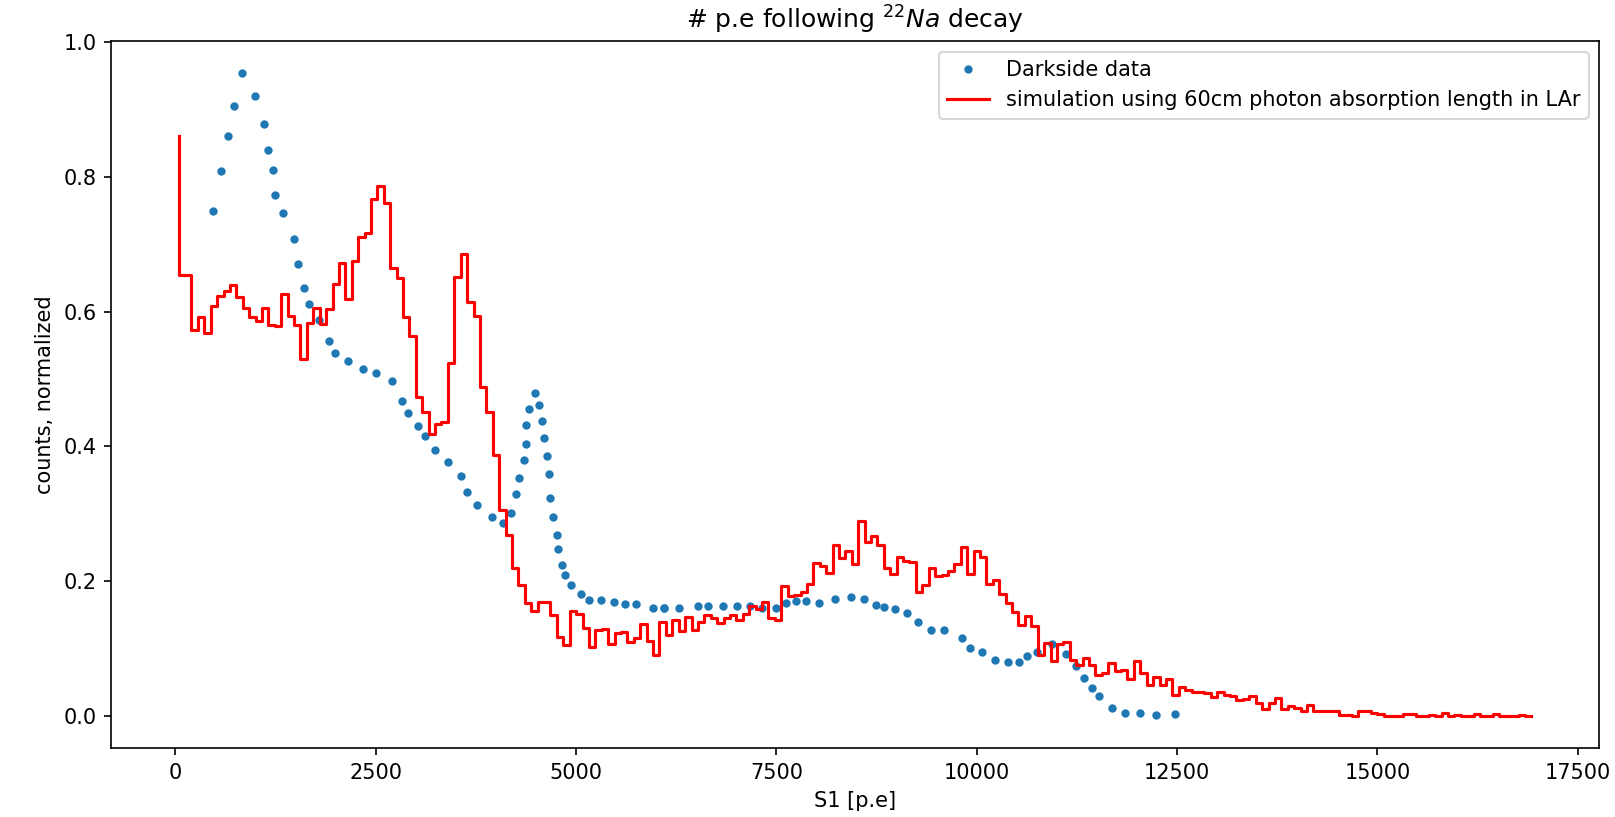 # p.e following ²²Na decay
Darkside data
simulation using 60cm photon absorption length in LAr
counts, normalized
1.0
0.8
0.6
0.4
0.2
0.0
0 2500 5000 7500 10000 12500 15000 17500
S1 [p.e]